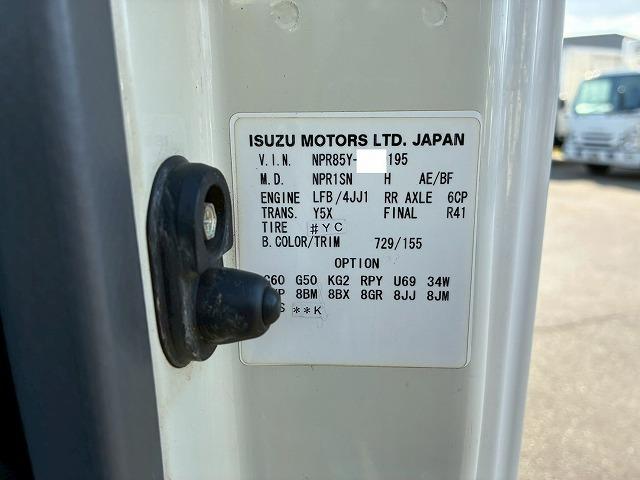 ISUZU MOTORS LTD. JAPAN
V.I.N. NPR85Y- 195
M.D. NPR1SN H AE/BF
ENGINE LFB/4JJ1 RR AXLE 6CP
TRANS. Y5X FINAL R41
TIRE #YC
B.COLOR/TRIM 729/155
OPTION
G50 KG2 RPY U69 34W
8BM 8BX 8GR 8JJ 8JM
**K